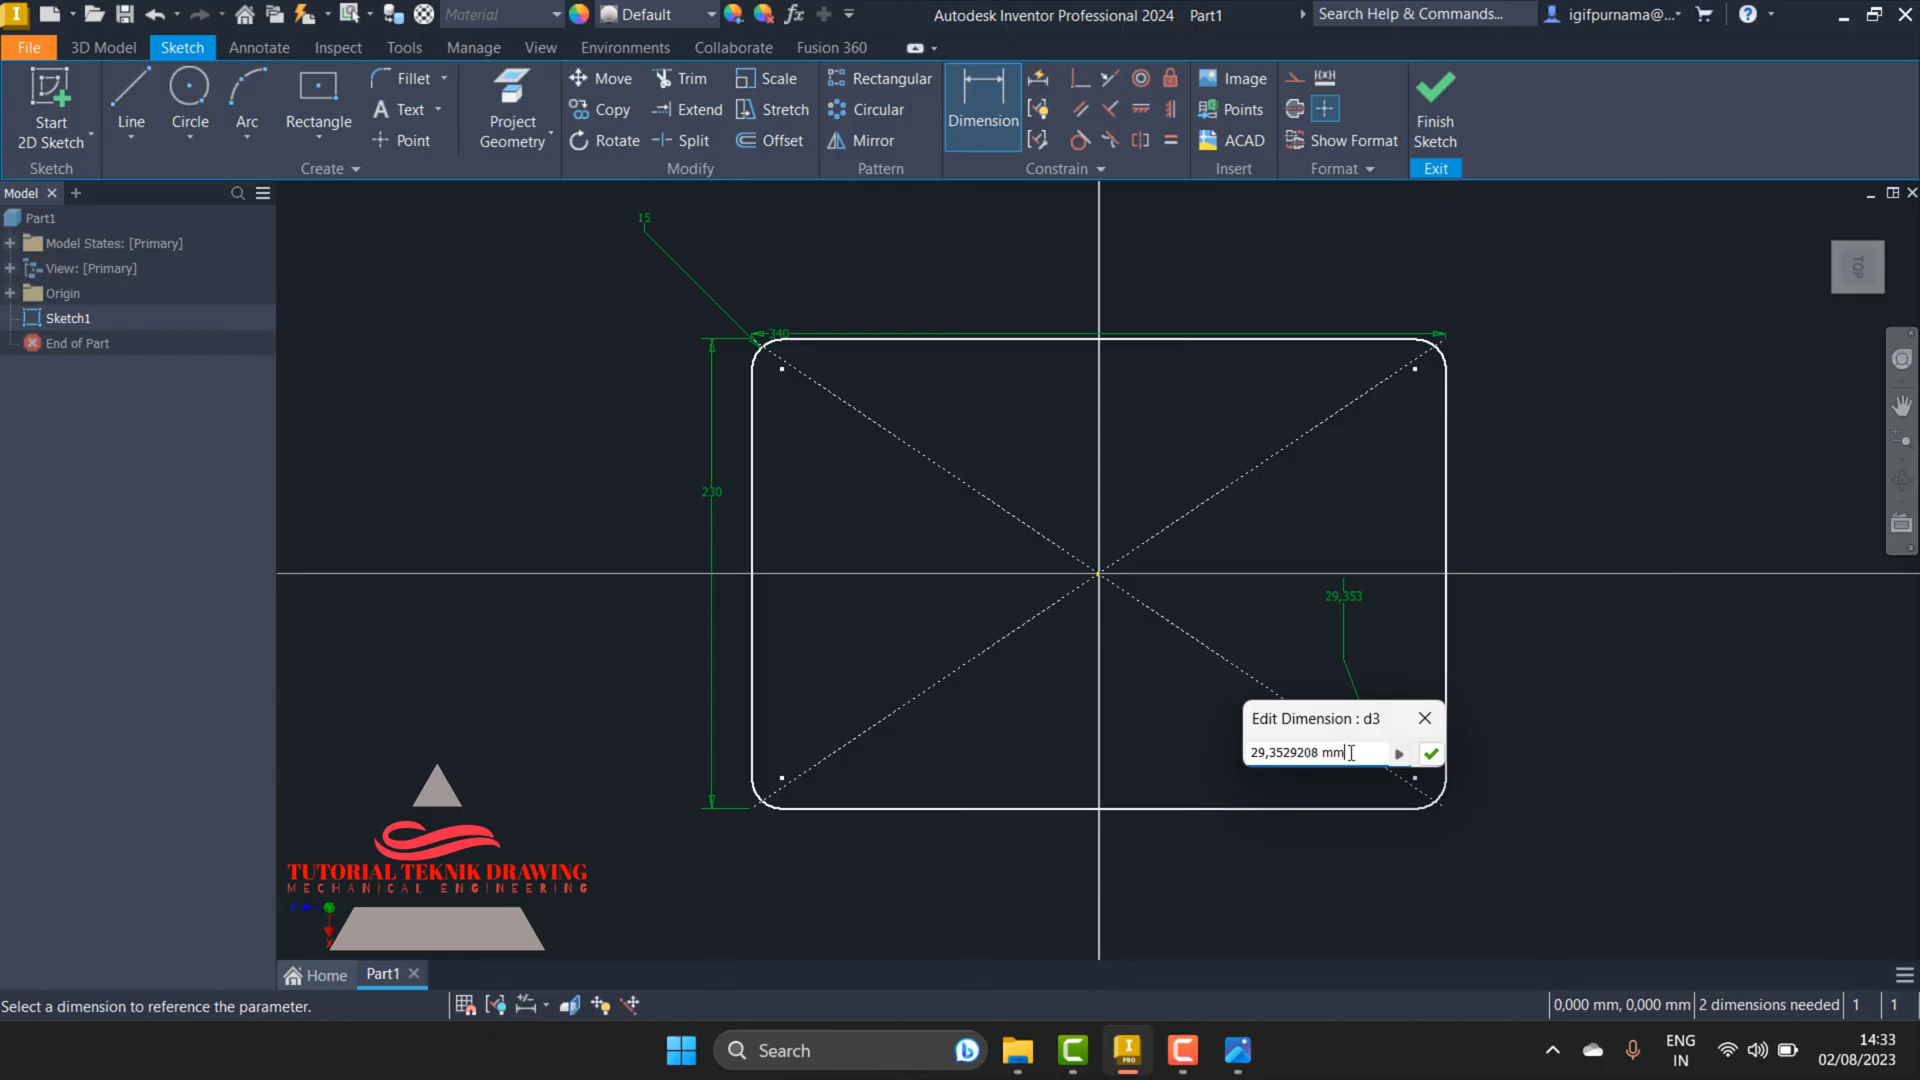 Material
Default
fx
Autodesk Inventor Professional 2024 Part1
Search Help & Commands...
igifpurnama@...
File
3D Model
Sketch
Annotate
Inspect
Tools
Manage
View
Environments
Collaborate
Fusion 360
Start
2D Sketch
Line
Circle
Arc
Rectangle
Fillet
Text
Point
Project
Geometry
Move
Copy
Rotate
Trim
Extend
Split
Scale
Stretch
Offset
Rectangular
Circular
Mirror
Dimension
Image
Points
ACAD
Show Format
Finish
Sketch
Sketch
Create
Modify
Pattern
Constrain
Insert
Format
Exit
Model
Part1
Model States: [Primary]
View: [Primary]
Origin
Sketch1
End of Part
15
TOP
340
230
29,353
Edit Dimension : d3
29,3529208 mm
TUTORIAL TEKNIK DRAWING
MECHANICAL ENGINEERING
Z
X
Home
Part1
Select a dimension to reference the parameter.
0,000 mm, 0,000 mm
2 dimensions needed
1
1
Search
ENG
IN
14:33
02/08/2023